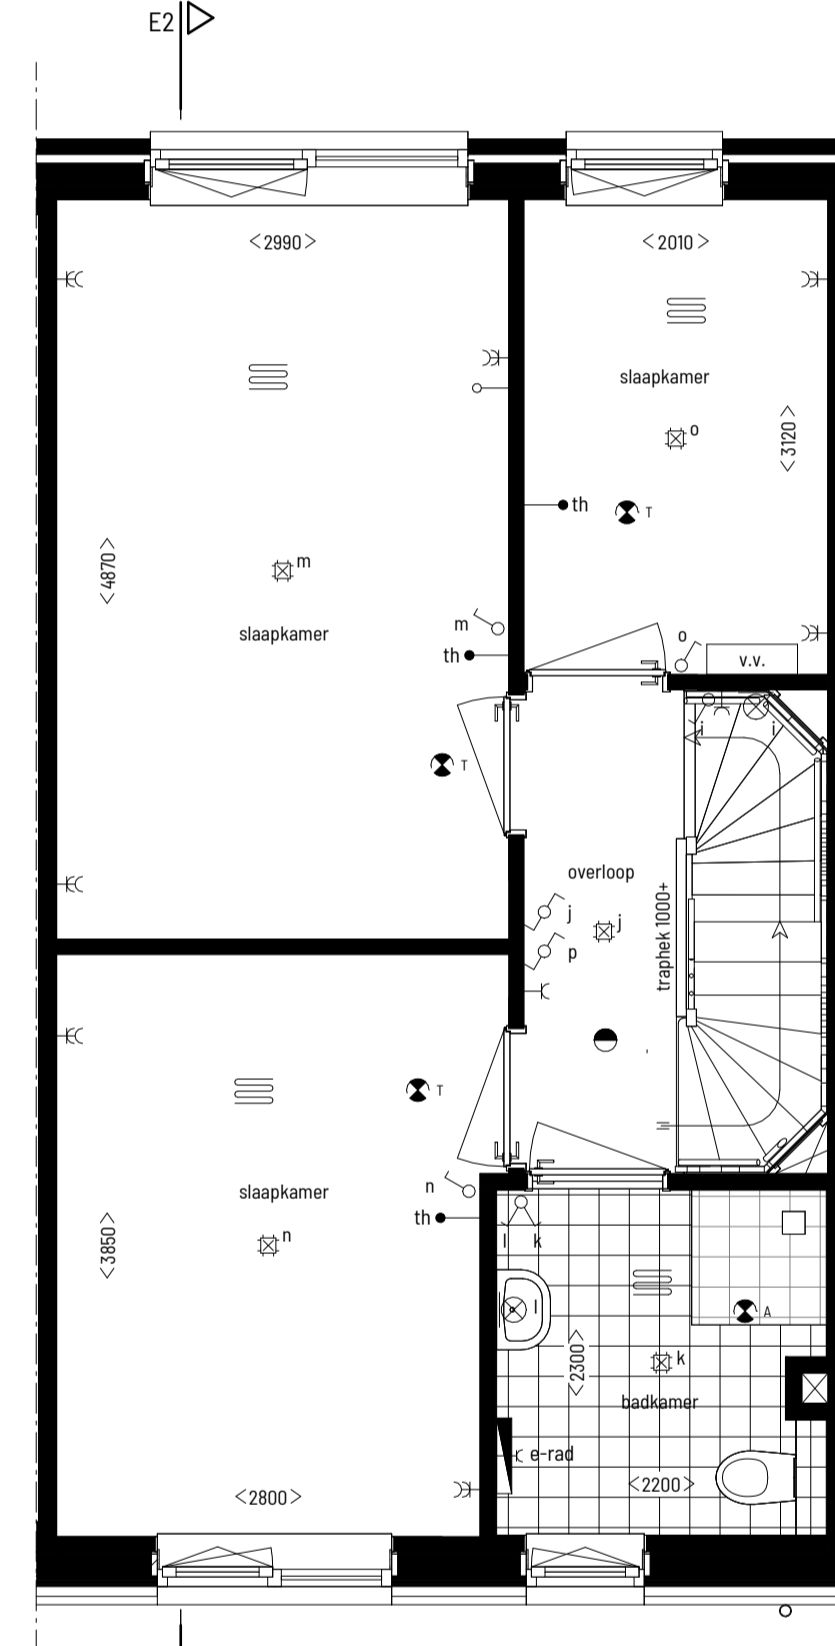 E2
<2990>
<2010>
slaapkamer
<3120>
o
th
T
<4870>
m
slaapkamer
m
th
o
v.v.
i
i
T
overloop
j
j
p
traphek 1000+
T
slaapkamer
n
n
th
<3850>
l
k
l
A
<2300>
k
badkamer
e-rad
<2800>
<2200>